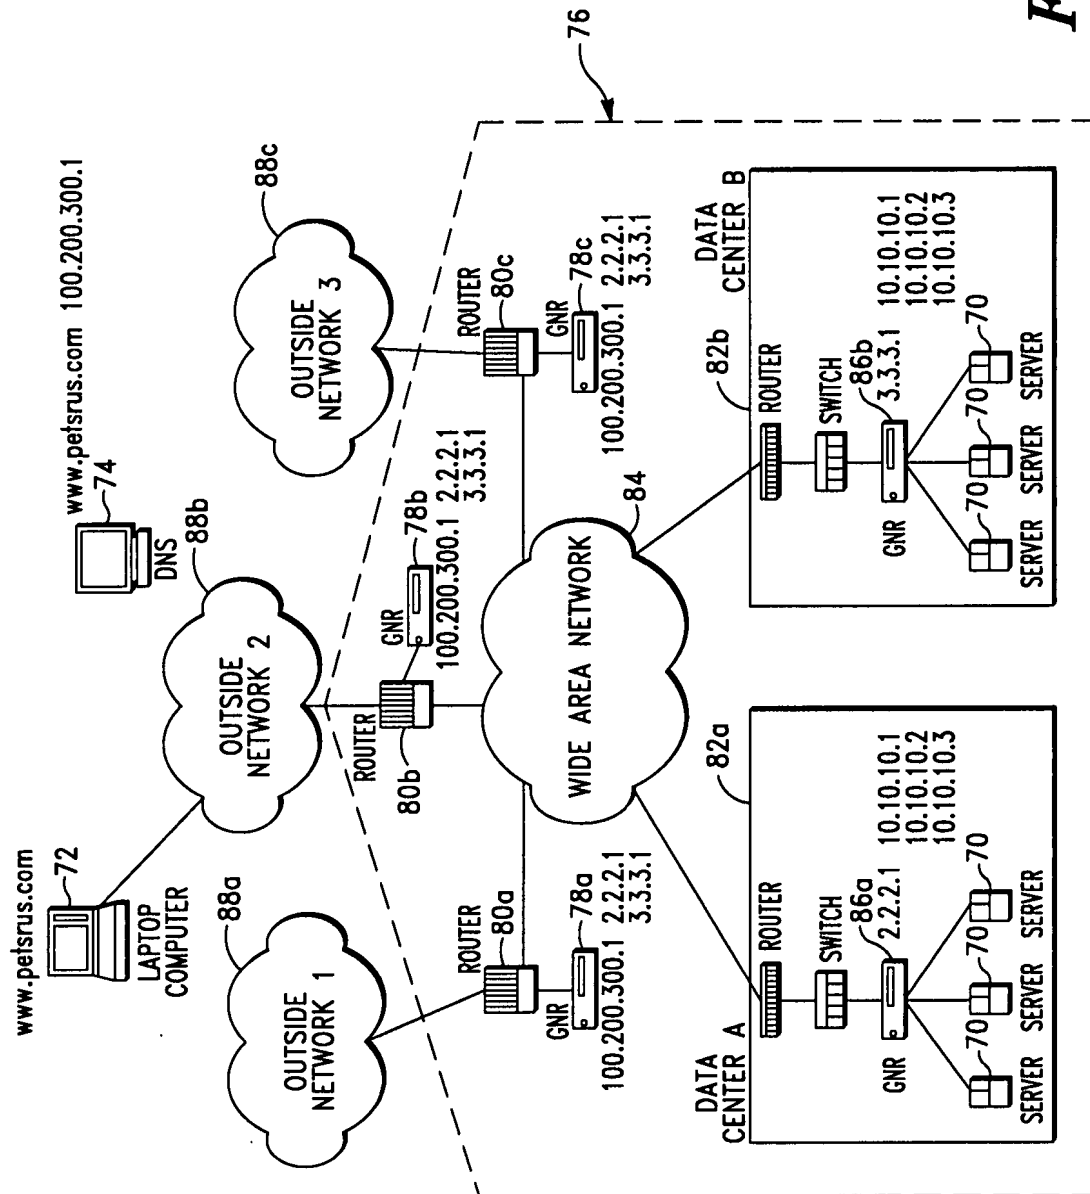 www.petsrus.com
72
LAPTOP
COMPUTER
www.petsrus.com 100.200.300.1
74
DNS
88a
OUTSIDE
NETWORK 1
88b
OUTSIDE
NETWORK 2
88c
OUTSIDE
NETWORK 3
76
ROUTER
80a
GNR
78a
100.200.300.1 2.2.2.1
3.3.3.1
ROUTER
80b
GNR
78b
100.200.300.1 2.2.2.1
3.3.3.1
ROUTER
80c
GNR
78c
100.200.300.1 2.2.2.1
3.3.3.1
WIDE AREA NETWORK
84
DATA
CENTER A
82a
ROUTER
SWITCH
86a
2.2.2.1
GNR
10.10.10.1
10.10.10.2
10.10.10.3
70
70
70
SERVER
SERVER
SERVER
DATA
CENTER B
82b
ROUTER
SWITCH
86b
3.3.3.1
GNR
10.10.10.1
10.10.10.2
10.10.10.3
70
70
70
SERVER
SERVER
SERVER